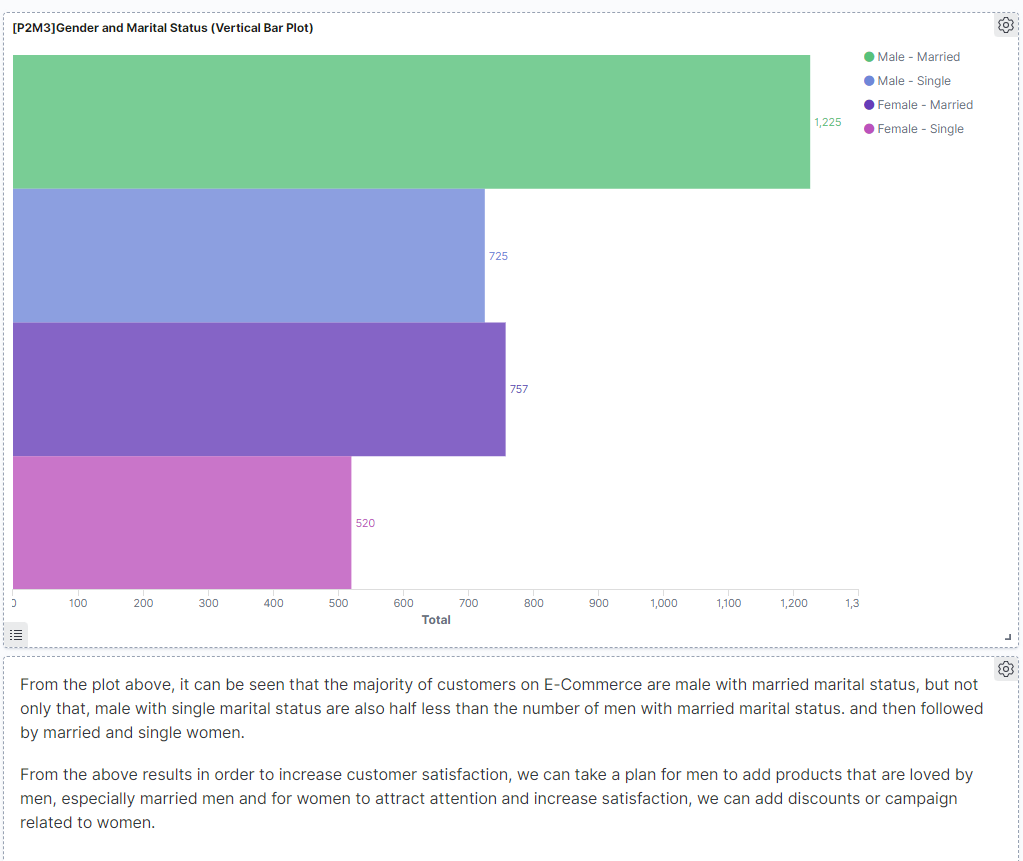 [P2M3]Gender and Marital Status (Vertical Bar Plot)
Male - Married
Male - Single
Female - Married
Female - Single
1,225
725
757
520
0 100 200 300 400 500 600 700 800 900 1,000 1,100 1,200 1,3
Total
From the plot above, it can be seen that the majority of customers on E-Commerce are male with married marital status, but not
only that, male with single marital status are also half less than the number of men with married marital status. and then followed
by married and single women.
From the above results in order to increase customer satisfaction, we can take a plan for men to add products that are loved by
men, especially married men and for women to attract attention and increase satisfaction, we can add discounts or campaign
related to women.